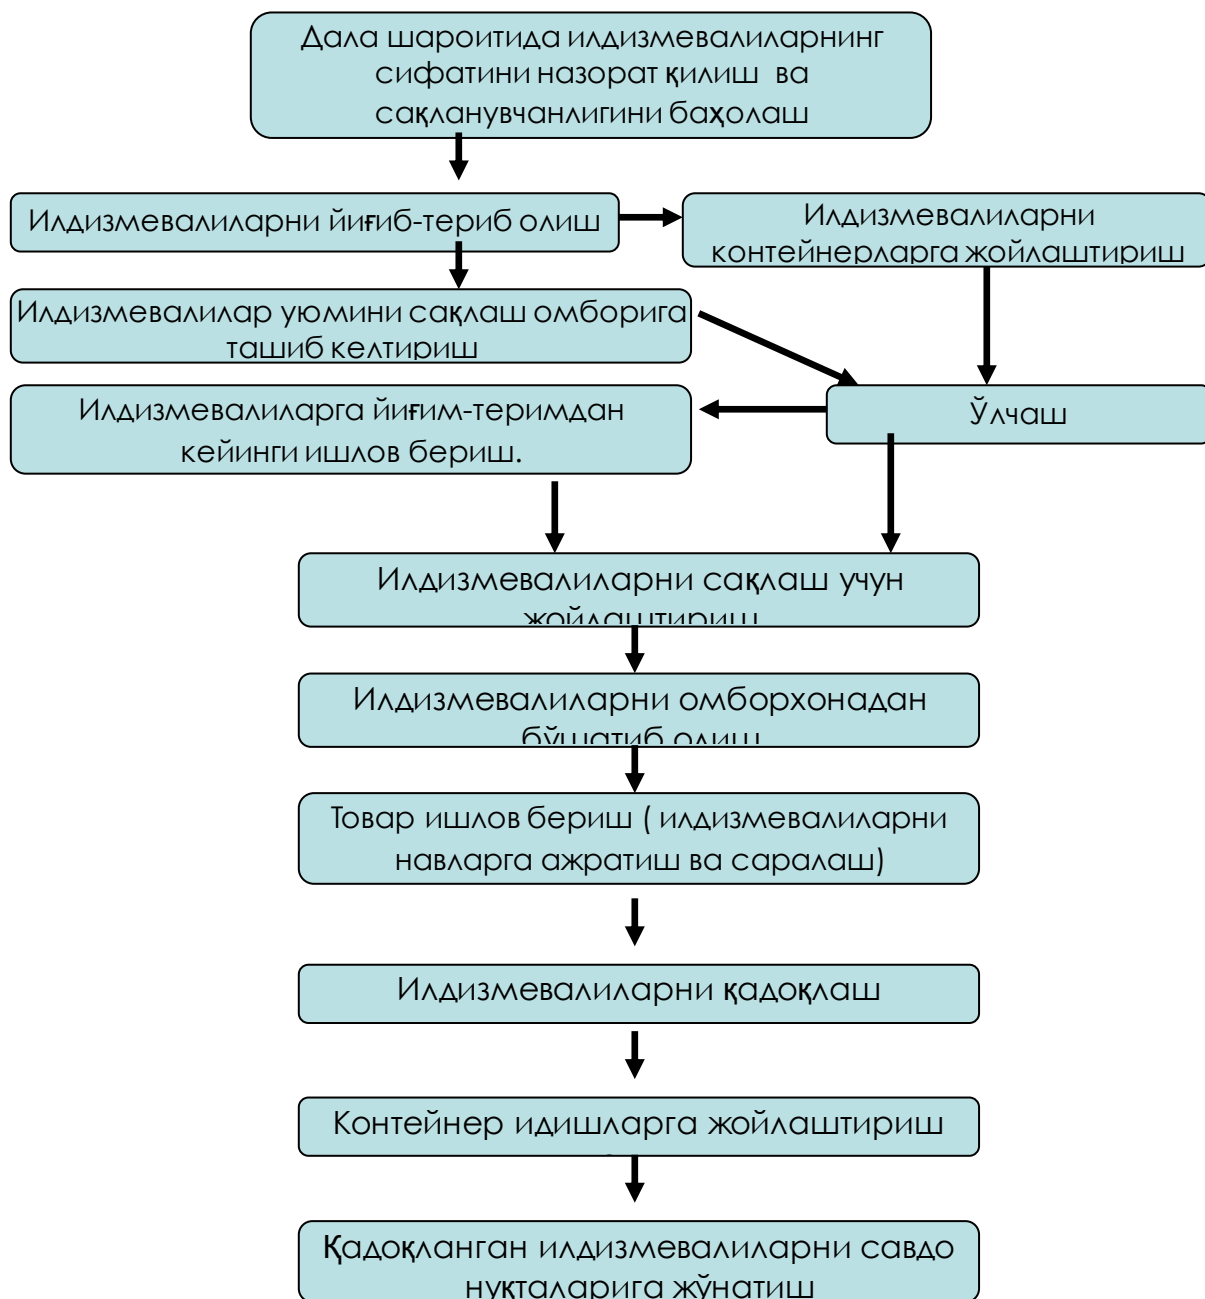 Дала шароитида илдизмевалиларнинг
сифатини назорат қилиш ва
сақланувчанлигини баҳолаш
Илдизмевалиларни йиғиб-териб олиш
Илдизмевалиларни
контейнерларга жойлаштириш
Илдизмевалилар уюмини сақлаш омборига
ташиб келтириш
Ўлчаш
Илдизмевалиларга йиғим-теримдан
кейинги ишлов бериш.
Илдизмевалиларни сақлаш учун
жойлаштириш
Илдизмевалиларни омборхонадан
бўшатиб олиш
Товар ишлов бериш ( илдизмевалиларни
навларга ажратиш ва саралаш)
Илдизмевалиларни қадоқлаш
Контейнер идишларга жойлаштириш
Қадоқланган илдизмевалиларни савдо
нуқталарига жўнатиш